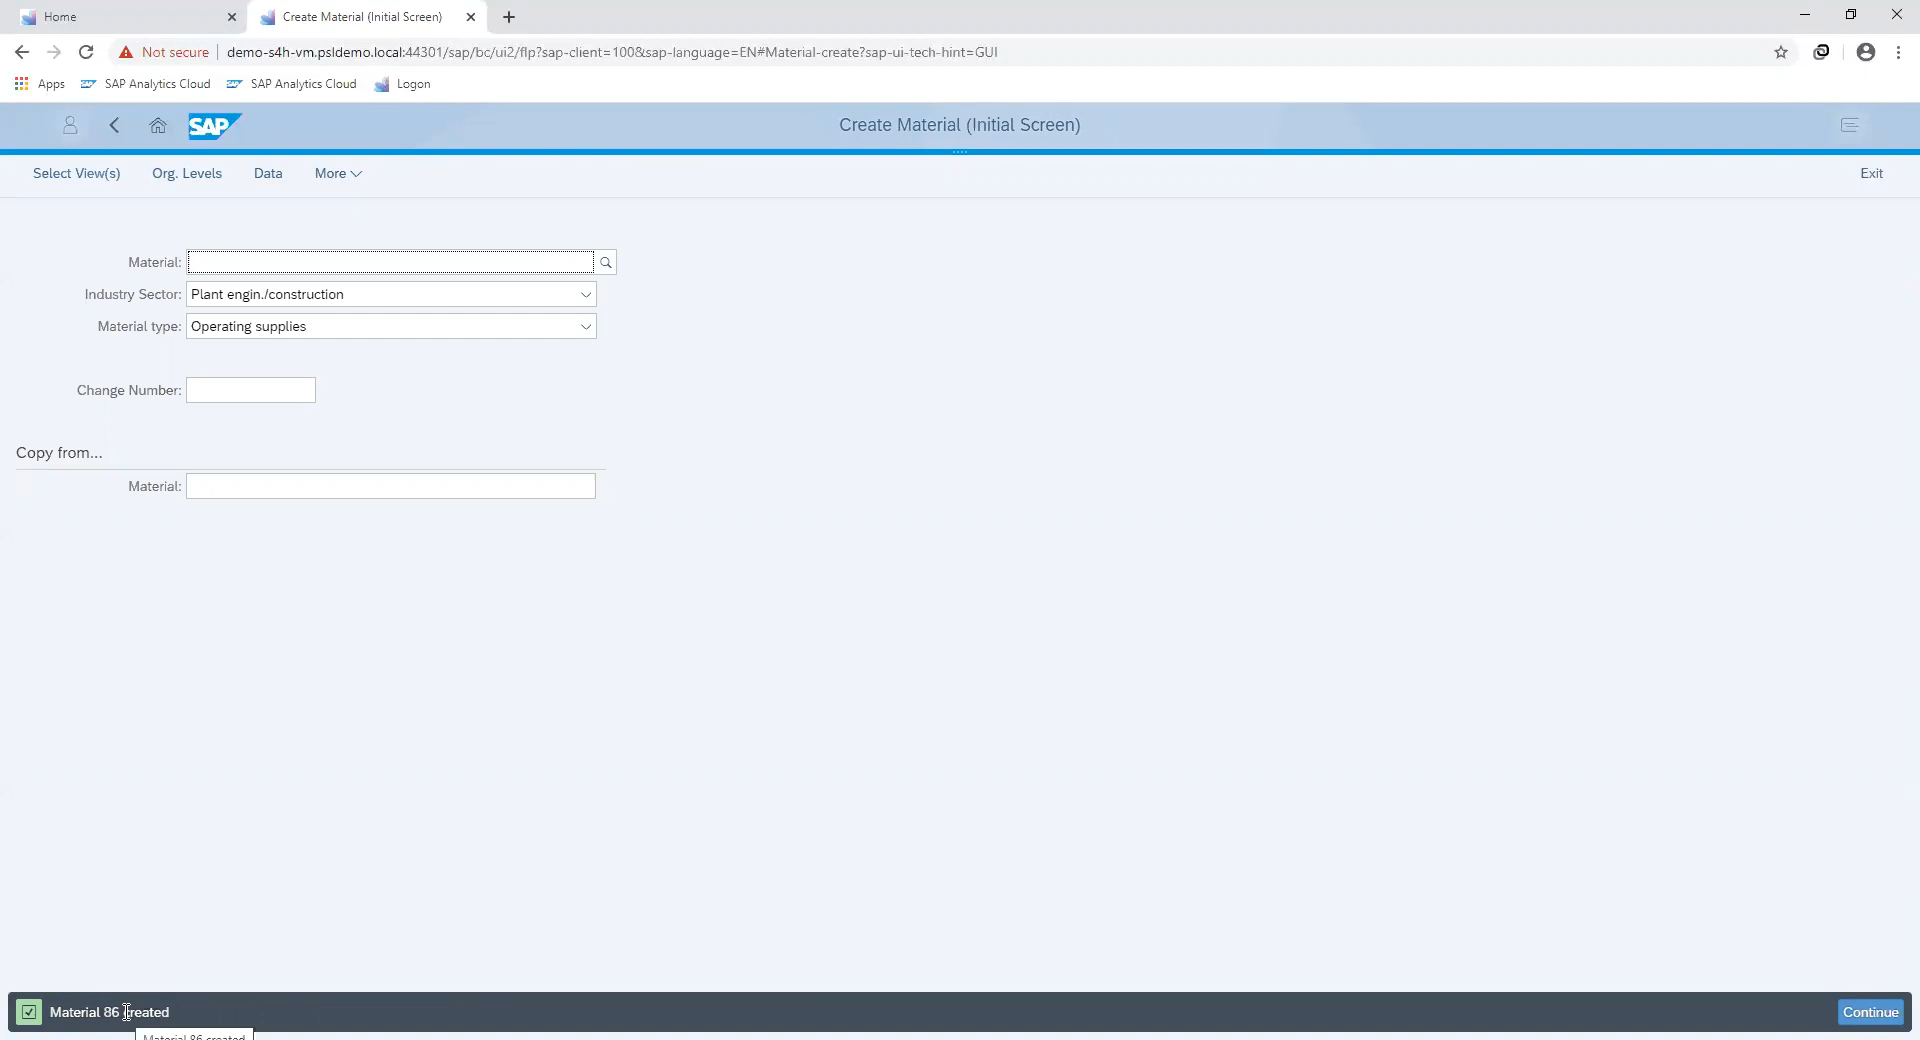 Home
Create Material (Initial Screen)
Not secure
demo-s4h-vm.psldemo.local:44301/sap/bc/ui2/flp?sap-client=100&sap-language=EN#Material-create?sap-ui-tech-hint=GUI
Apps
SAP Analytics Cloud
SAP Analytics Cloud
Logon
SAP
Create Material (Initial Screen)
Select View(s)
Org. Levels
Data
More
Exit
Material:
Industry Sector: Plant engin./construction
Material type: Operating supplies
Change Number:
Copy from...
Material:
Material 86 created
Continue
Material 86 created